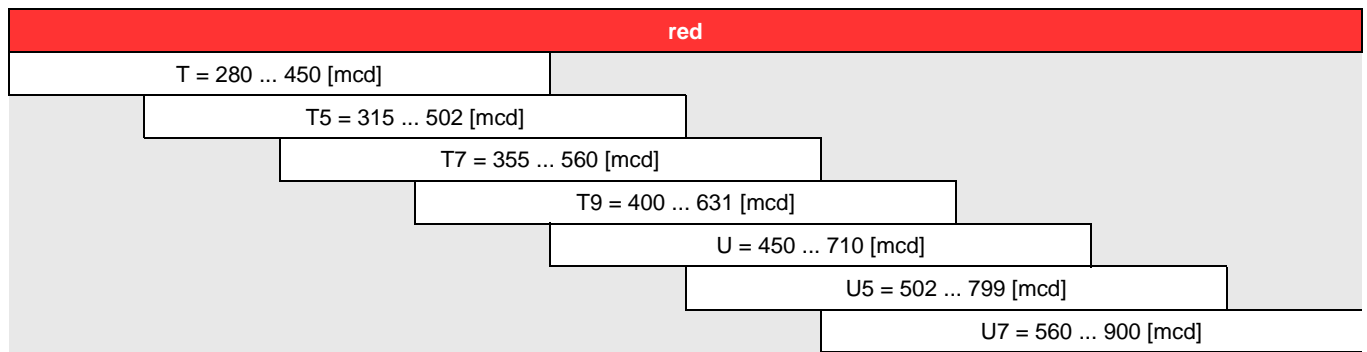 red
T = 280 ... 450 [mcd]
T5 = 315 ... 502 [mcd]
T7 = 355 ... 560 [mcd]
T9 = 400 ... 631 [mcd]
U = 450 ... 710 [mcd]
U5 = 502 ... 799 [mcd]
U7 = 560 ... 900 [mcd]